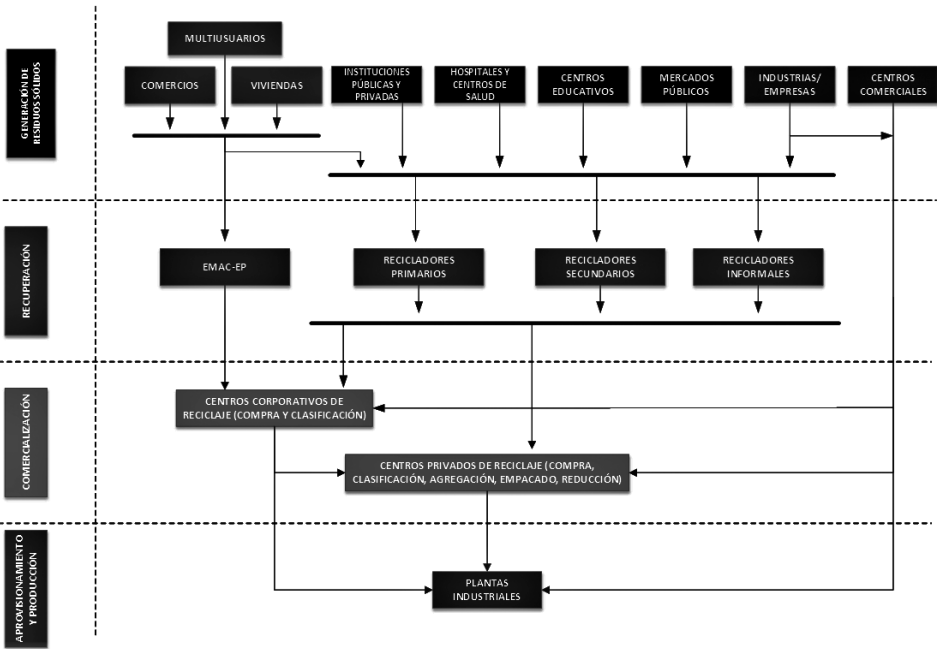 GENERACIÓN DE
RESIDUOS SÓLIDOS
MULTIUSUARIOS
COMERCIOS
VIVIENDAS
INSTITUCIONES
PÚBLICAS Y
PRIVADAS
HOSPITALES Y
CENTROS DE
SALUD
CENTROS
EDUCATIVOS
MERCADOS
PÚBLICOS
INDUSTRIAS/
EMPRESAS
CENTROS
COMERCIALES
RECUPERACIÓN
EMAC-EP
RECICLADORES
PRIMARIOS
RECICLADORES
SECUNDARIOS
RECICLADORES
INFORMALES
COMERCIALIZACIÓN
CENTROS CORPORATIVOS DE
RECICLAJE (COMPRA Y CLASIFICACIÓN)
CENTROS PRIVADOS DE RECICLAJE (COMPRA,
CLASIFICACIÓN, AGREGACIÓN, EMPACADO, REDUCCIÓN)
APROVISIONAMIENTO
Y PRODUCCIÓN
PLANTAS
INDUSTRIALES